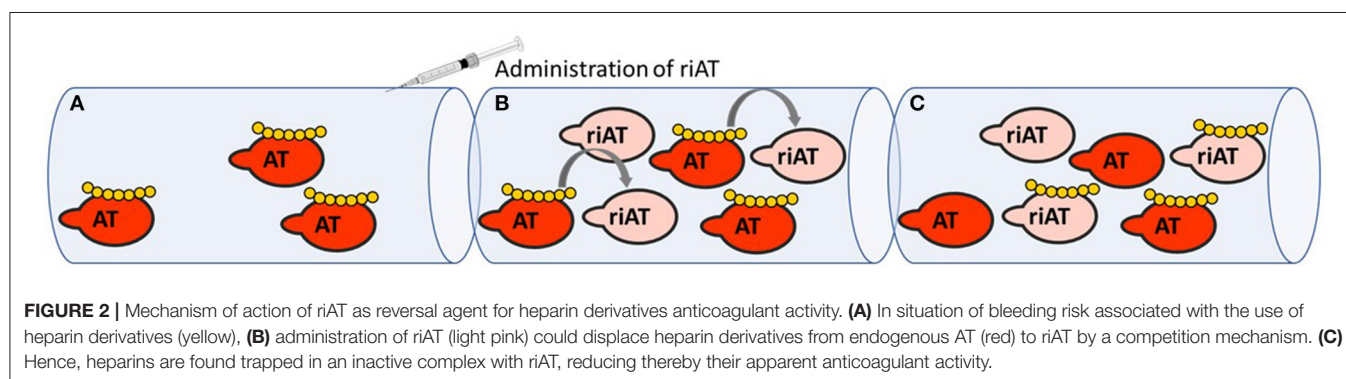 Administration of riAT
A
B
C
AT
AT
AT
riAT
AT
riAT
AT
riAT
AT
riAT
AT
riAT
AT
riAT
AT
FIGURE 2 | Mechanism of action of riAT as reversal agent for heparin derivatives anticoagulant activity. (A) In situation of bleeding risk associated with the use of
heparin derivatives (yellow), (B) administration of riAT (light pink) could displace heparin derivatives from endogenous AT (red) to riAT by a competition mechanism. (C)
Hence, heparins are found trapped in an inactive complex with riAT, reducing thereby their apparent anticoagulant activity.